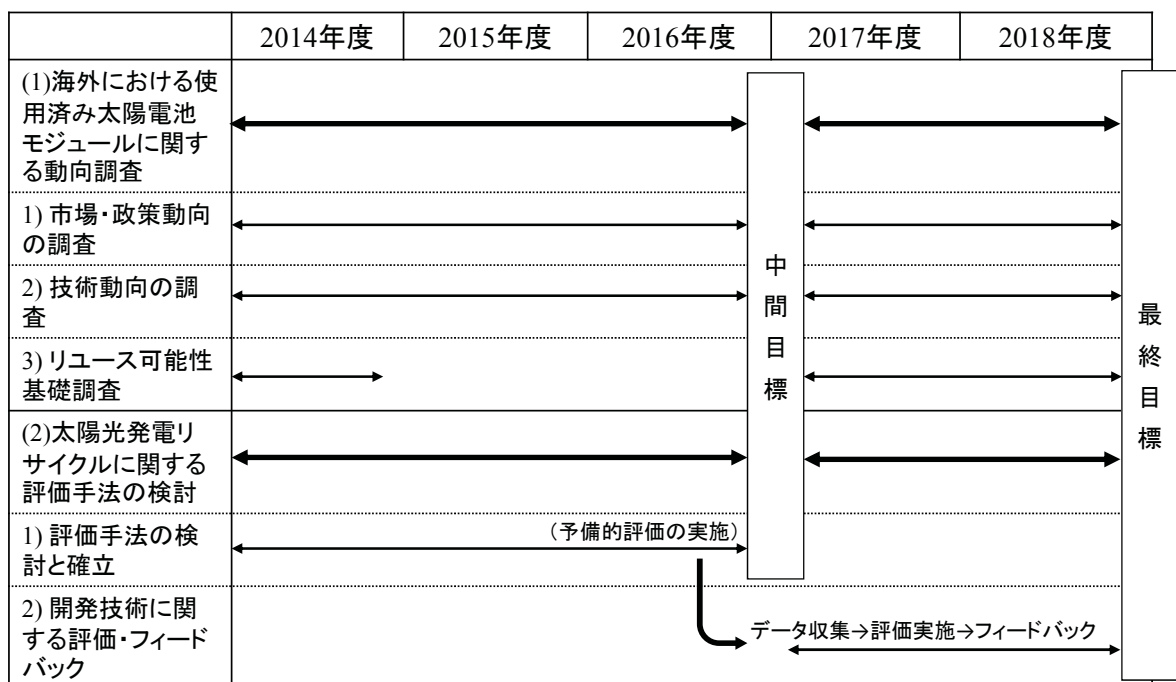 2014年度 2015年度 2016年度 2017年度 2018年度
(1)海外における使
用済み太陽電池
モジュールに関す
る動向調査
1) 市場・政策動向
の調査
2) 技術動向の調
査
3) リユース可能性
基礎調査
(2)太陽光発電リ
サイクルに関する
評価手法の検討
1) 評価手法の検
討と確立
(予備的評価の実施)
2) 開発技術に関
する評価・フィード
バック
データ収集→評価実施→フィードバック
中
間
目
標
最
終
目
標